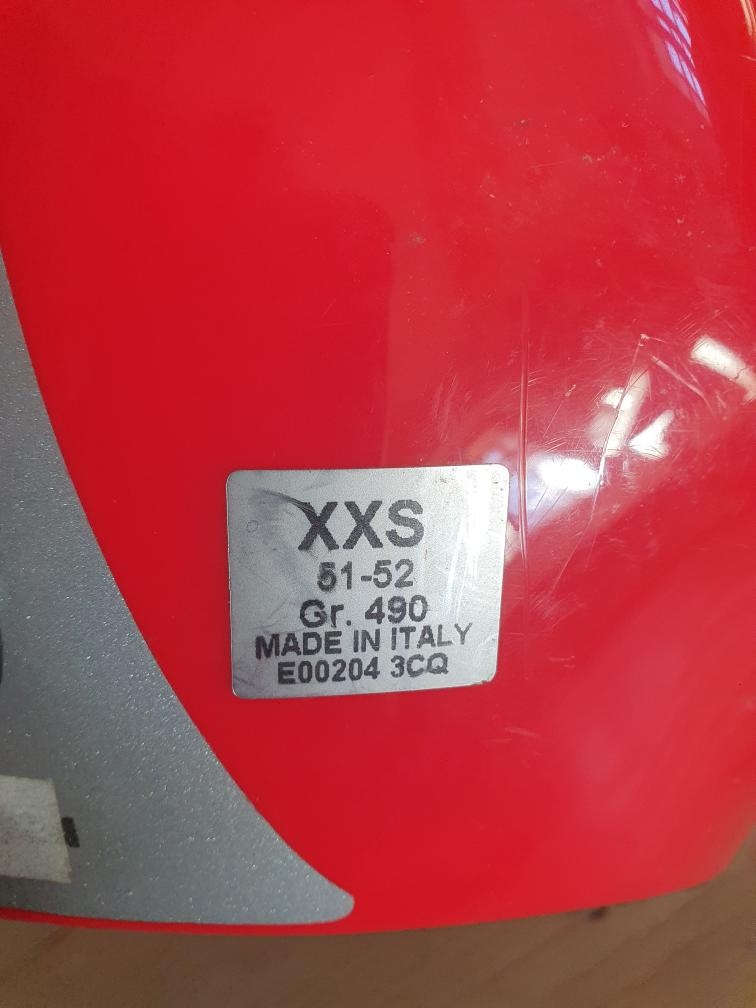 XXS
51-52
Gr. 490
MADE IN ITALY
E00204 3CQ